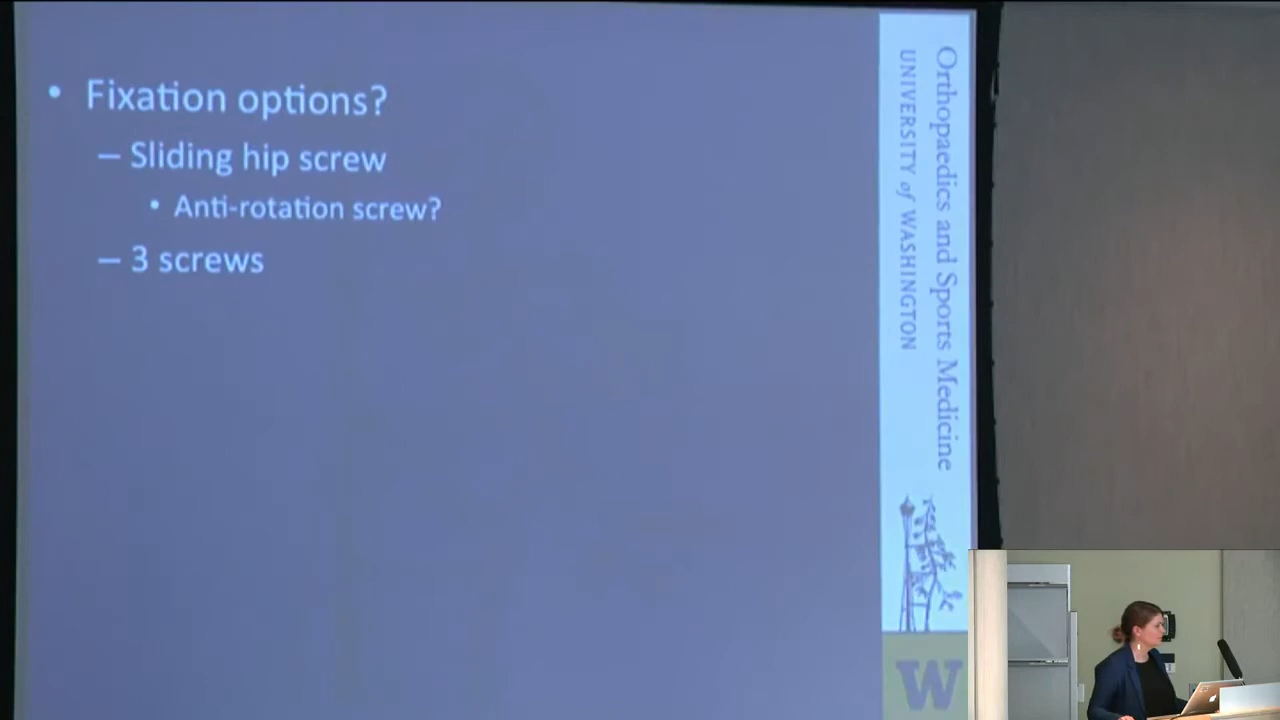 • Fixation options?
– Sliding hip screw
• Anti-rotation screw?
– 3 screws
Orthopaedics and Sports Medicine
UNIVERSITY of WASHINGTON
W